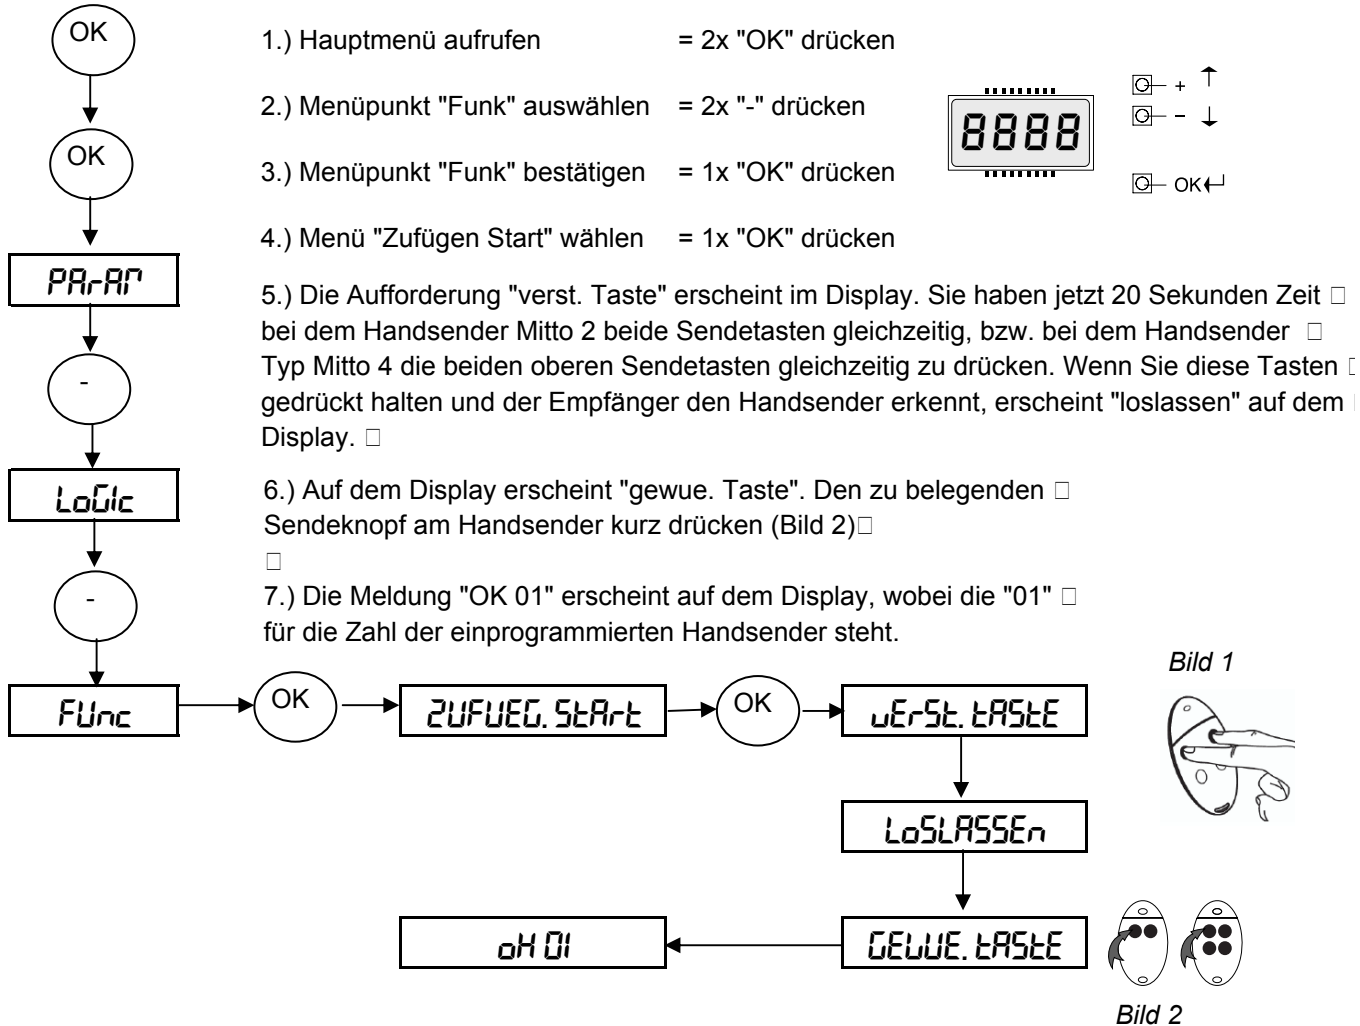 OK
1.) Hauptmenü aufrufen = 2x "OK" drücken
2.) Menüpunkt "Funk" auswählen = 2x "-" drücken
8888
+
-
OK
OK
3.) Menüpunkt "Funk" bestätigen = 1x "OK" drücken
4.) Menü "Zufügen Start" wählen = 1x "OK" drücken
PArAM
5.) Die Aufforderung "verst. Taste" erscheint im Display. Sie haben jetzt 20 Sekunden Zeit
bei dem Handsender Mitto 2 beide Sendetasten gleichzeitig, bzw. bei dem Handsender
Typ Mitto 4 die beiden oberen Sendetasten gleichzeitig zu drücken. Wenn Sie diese Tasten
gedrückt halten und der Empfänger den Handsender erkennt, erscheint "loslassen" auf dem
Display.
-
LoGIc
6.) Auf dem Display erscheint "gewue. Taste". Den zu belegenden
Sendeknopf am Handsender kurz drücken (Bild 2)
-
7.) Die Meldung "OK 01" erscheint auf dem Display, wobei die "01"
für die Zahl der einprogrammierten Handsender steht.
Bild 1
FUnc
OK
ZUFUEG. StArt
OK
vErSt. tAStE
LoSLASSEn
oH 01
GEWUE. tAStE
Bild 2